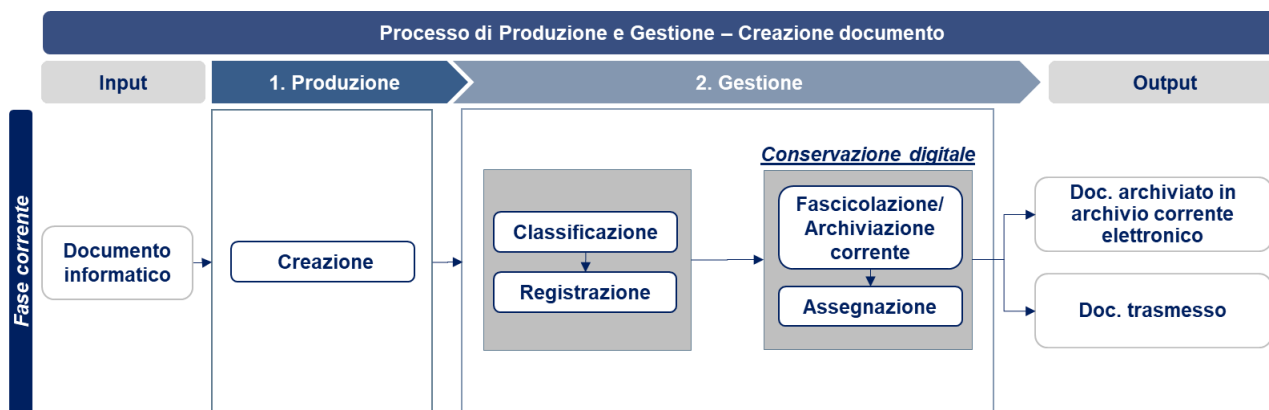 Processo di Produzione e Gestione – Creazione documento
Input
1. Produzione
2. Gestione
Output
Fase corrente
Documento
informatico
Creazione
Classificazione
Registrazione
Conservazione digitale
Fascicolazione/
Archiviazione
corrente
Assegnazione
Doc. archiviato in
archivio corrente
elettronico
Doc. trasmesso